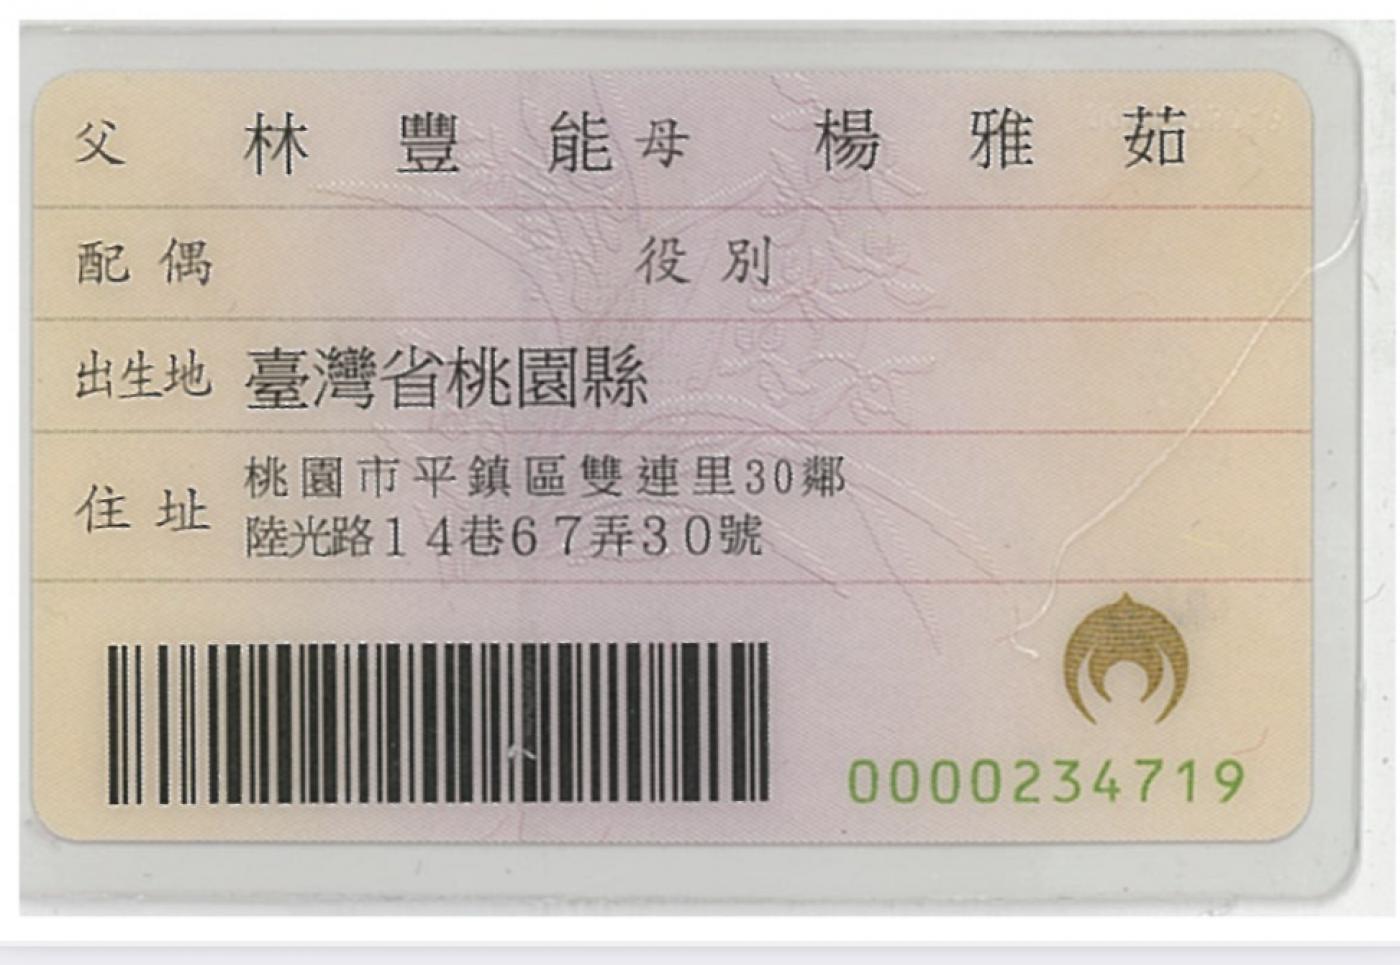 父 林豐能 母 楊雅茹
配偶 役別
出生地 臺灣省桃園縣
住址 桃園市平鎮區雙連里30鄰
陸光路14巷67弄30號
0000234719